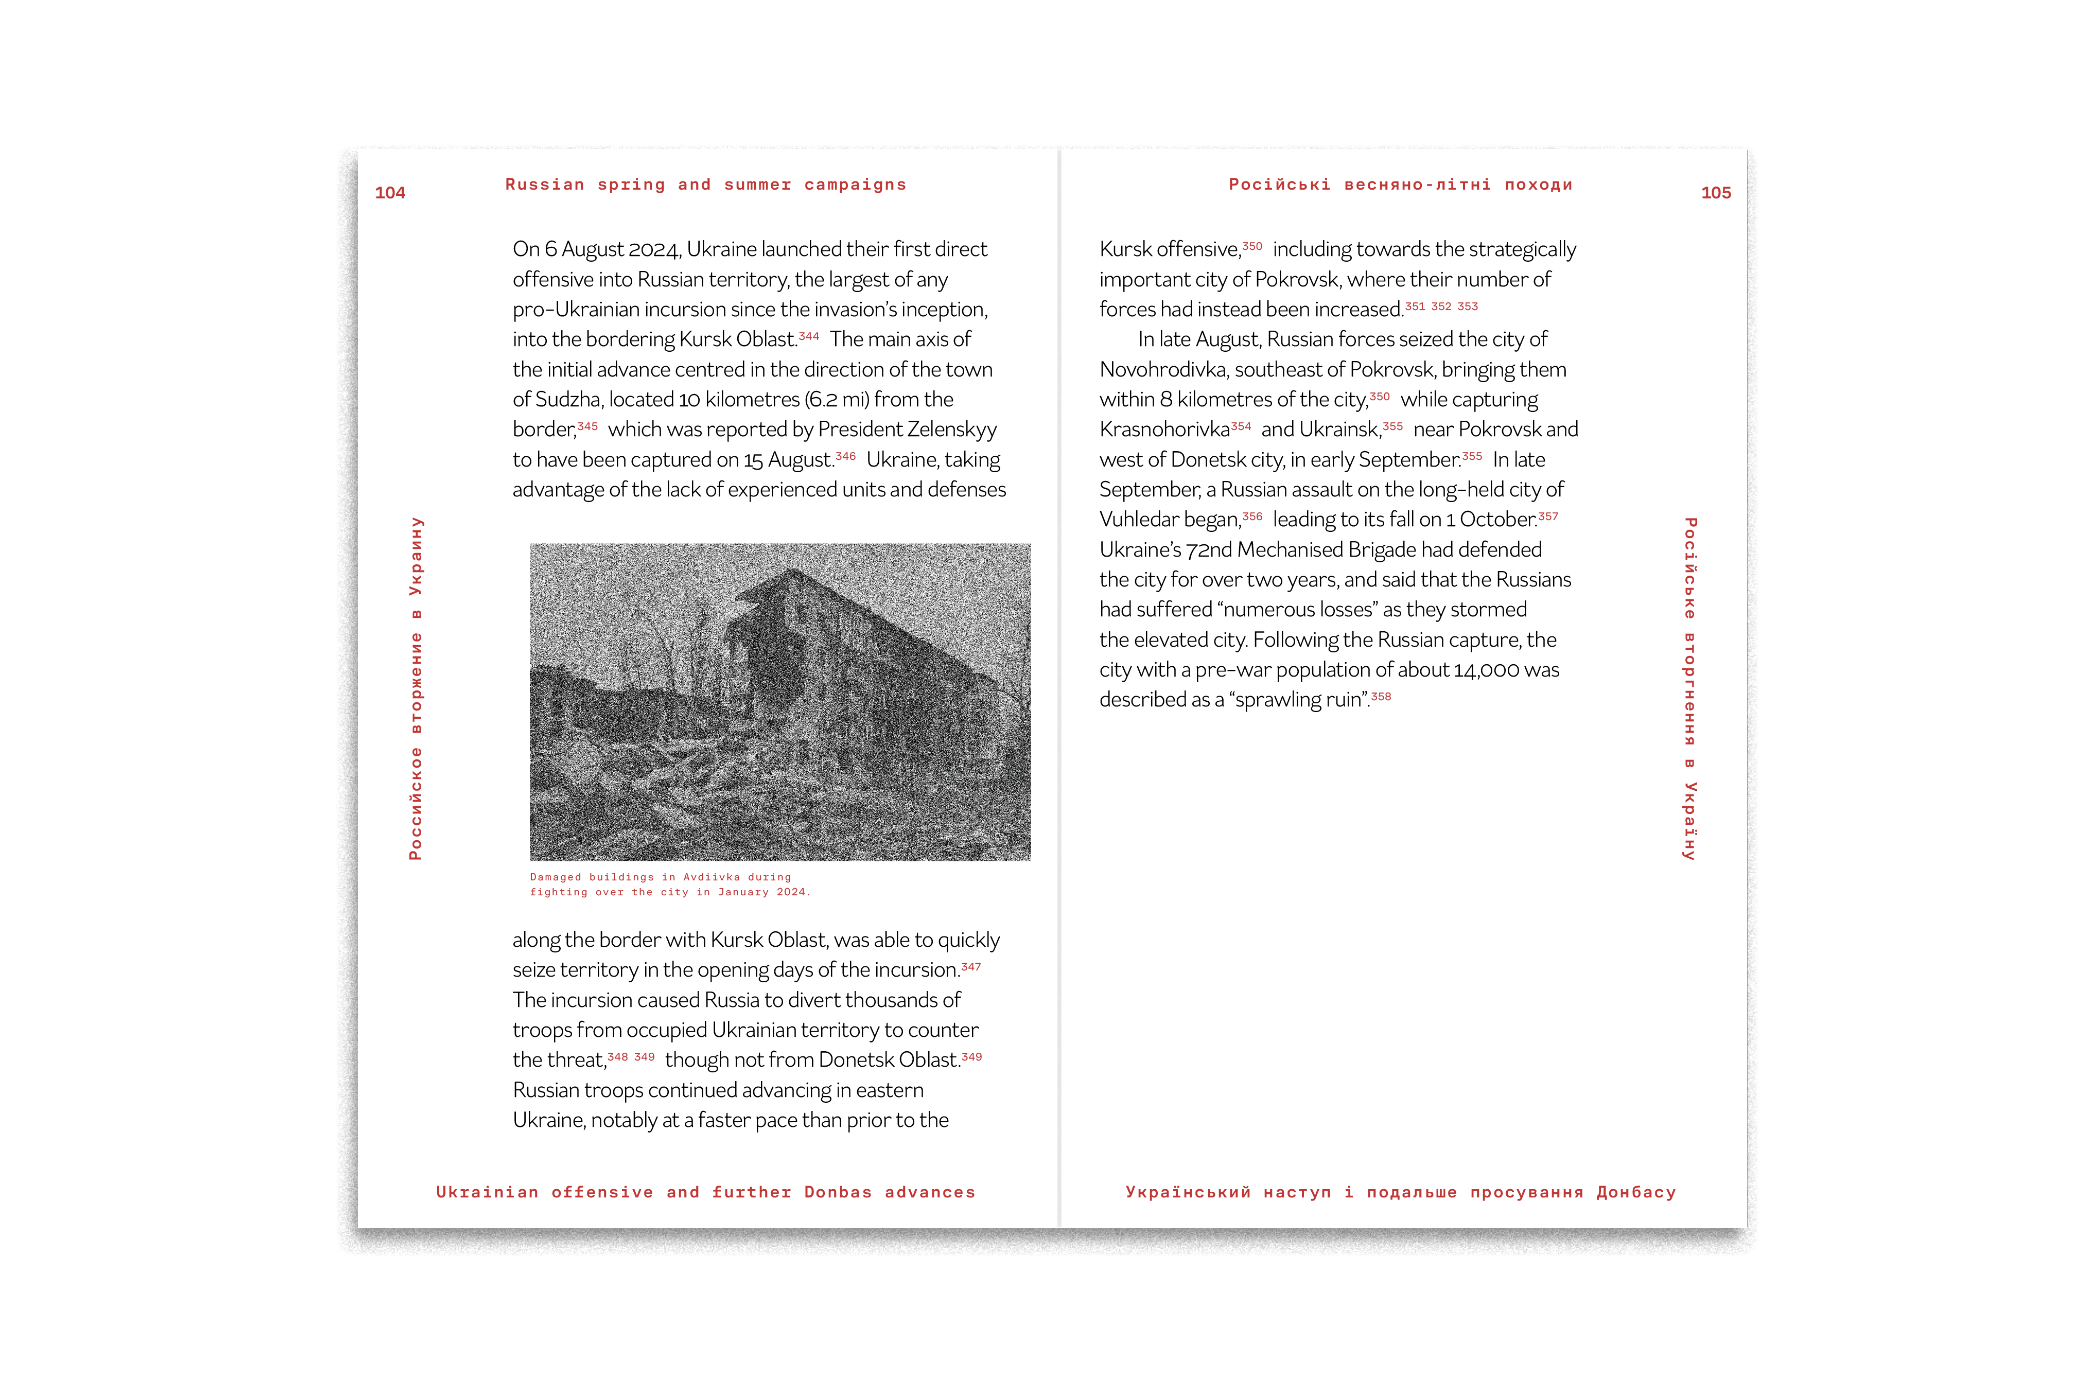 104
Russian spring and summer campaigns
On 6 August 2024, Ukraine launched their first direct
offensive into Russian territory, the largest of any
pro-Ukrainian incursion since the invasion’s inception,
into the bordering Kursk Oblast.344 The main axis of
the initial advance centred in the direction of the town
of Sudzha, located 10 kilometres (6.2 mi) from the
border,345 which was reported by President Zelenskyy
to have been captured on 15 August.346 Ukraine, taking
advantage of the lack of experienced units and defenses
Российское вторжение в Украину
Damaged buildings in Avdiivka during
fighting over the city in January 2024.
along the border with Kursk Oblast, was able to quickly
seize territory in the opening days of the incursion.347
The incursion caused Russia to divert thousands of
troops from occupied Ukrainian territory to counter
the threat,348 349 though not from Donetsk Oblast.349
Russian troops continued advancing in eastern
Ukraine, notably at a faster pace than prior to the
Ukrainian offensive and further Donbas advances
Російські весняно-літні походи
105
Kursk offensive,350 including towards the strategically
important city of Pokrovsk, where their number of
forces had instead been increased.351 352 353
In late August, Russian forces seized the city of
Novohrodivka, southeast of Pokrovsk, bringing them
within 8 kilometres of the city,350 while capturing
Krasnohorivka354 and Ukrainsk,355 near Pokrovsk and
west of Donetsk city, in early September.355 In late
September, a Russian assault on the long-held city of
Vuhledar began,356 leading to its fall on 1 October.357
Ukraine’s 72nd Mechanised Brigade had defended
the city for over two years, and said that the Russians
had suffered “numerous losses” as they stormed
the elevated city. Following the Russian capture, the
city with a pre-war population of about 14,000 was
described as a “sprawling ruin”.358
Російське вторгнення в Україну
Український наступ і подальше просування Донбасу